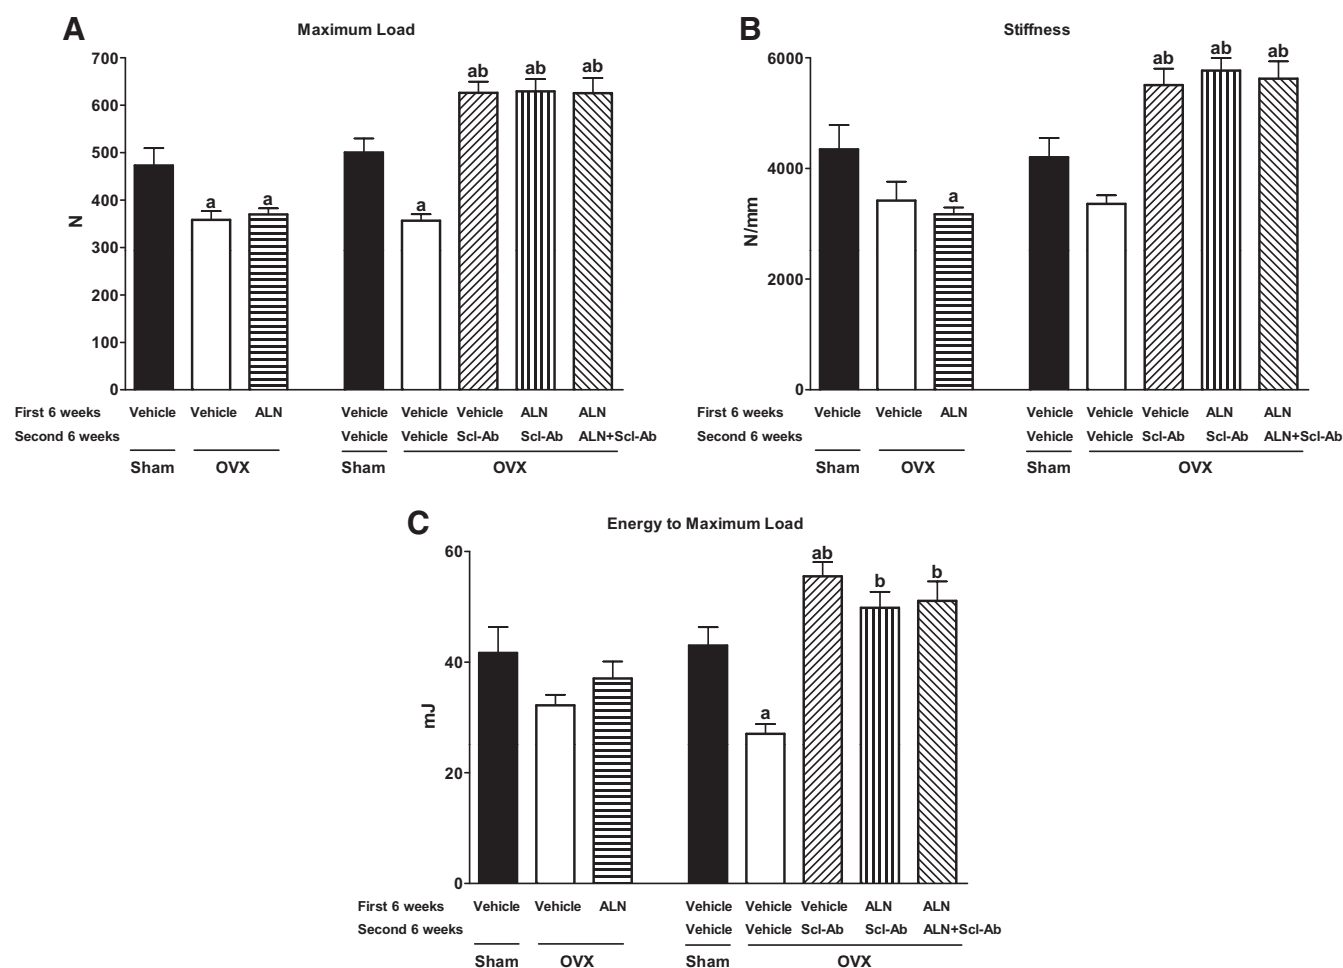 A
Maximum Load
700
600
500
400
300
200
100
0
N
a
a
a
ab
ab
ab
First 6 weeks Vehicle Vehicle ALN Vehicle Vehicle Vehicle ALN ALN
Second 6 weeks Vehicle Vehicle Scl-Ab Scl-Ab ALN+Scl-Ab
Sham OVX Sham OVX
B
Stiffness
6000
4000
2000
0
N/mm
a
ab
ab
ab
First 6 weeks Vehicle Vehicle ALN Vehicle Vehicle Vehicle ALN ALN
Second 6 weeks Vehicle Vehicle Scl-Ab Scl-Ab ALN+Scl-Ab
Sham OVX Sham OVX
C
Energy to Maximum Load
60
40
20
0
mJ
a
ab
b
b
First 6 weeks Vehicle Vehicle ALN Vehicle Vehicle Vehicle ALN ALN
Second 6 weeks Vehicle Vehicle Scl-Ab Scl-Ab ALN+Scl-Ab
Sham OVX Sham OVX